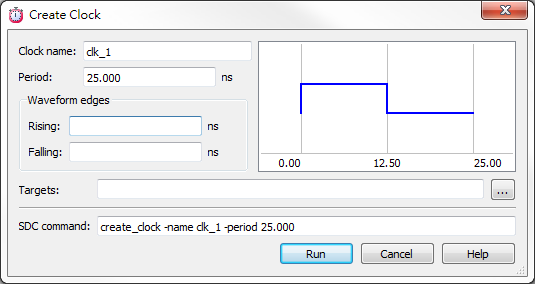 Create Clock
Clock name: clk_1
Period: 25.000 ns
Waveform edges
Rising: ns
Falling: ns
0.00 12.50 25.00
Targets: ...
SDC command: create_clock -name clk_1 -period 25.000
Run Cancel Help